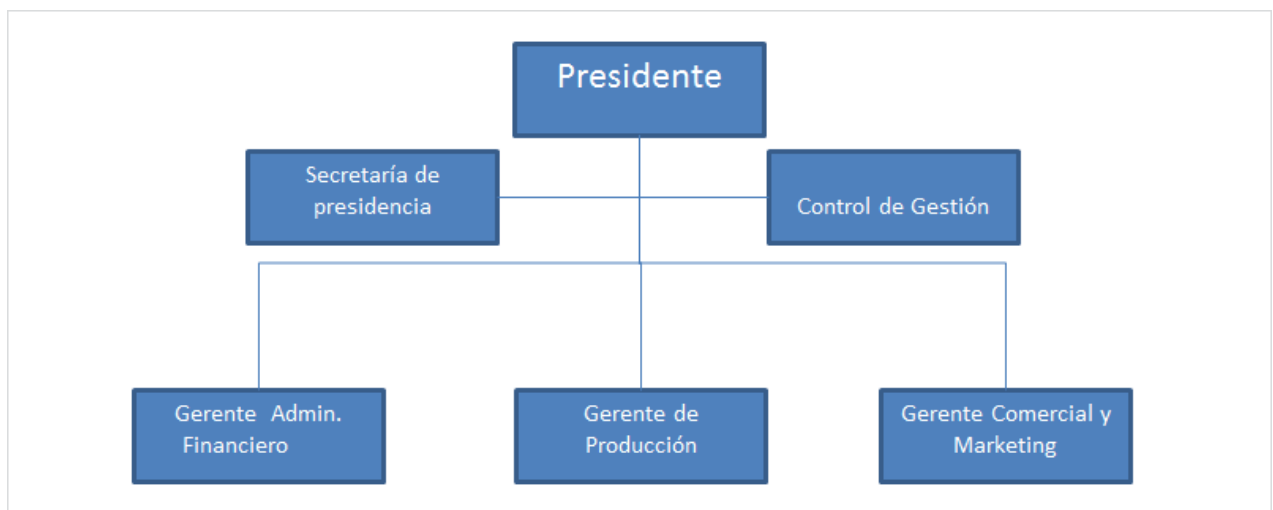 Presidente
Secretaría de
presidencia
Control de Gestión
Gerente Admin.
Financiero
Gerente de
Producción
Gerente Comercial y
Marketing